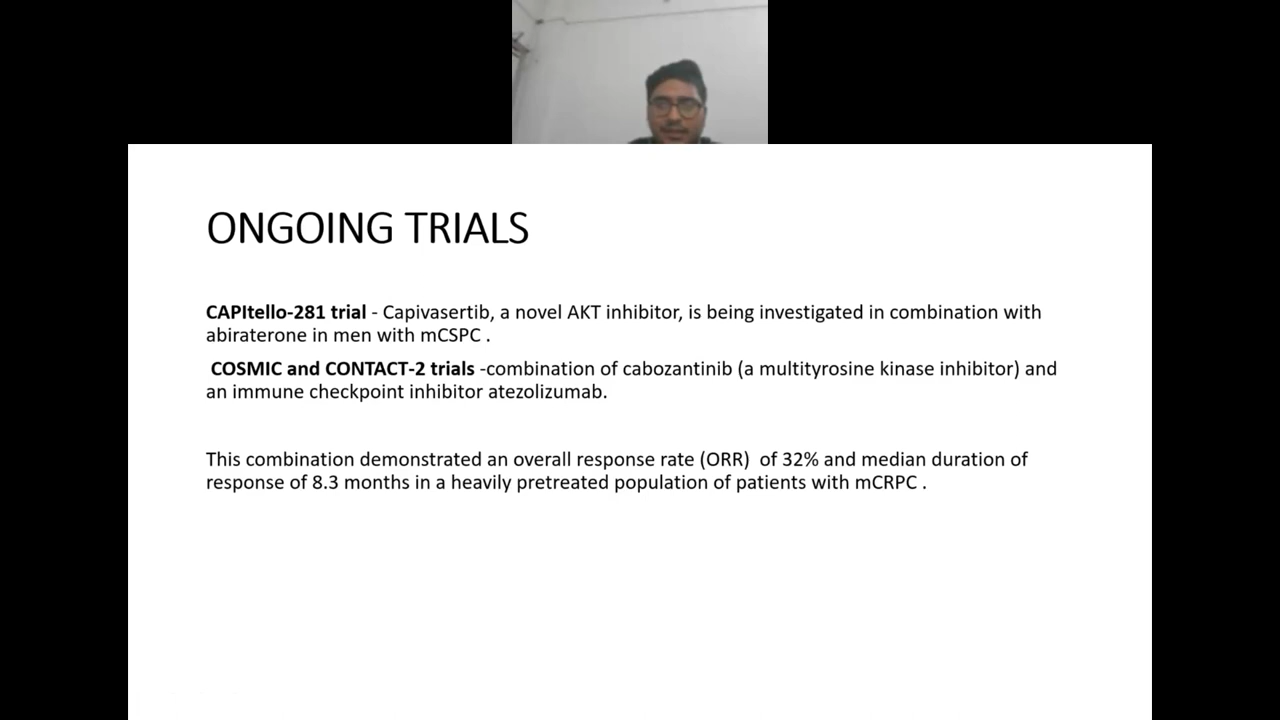 ONGOING TRIALS
CAPItello-281 trial - Capivasertib, a novel AKT inhibitor, is being investigated in combination with
abiraterone in men with mCSPC .
COSMIC and CONTACT-2 trials -combination of cabozantinib (a multityrosine kinase inhibitor) and
an immune checkpoint inhibitor atezolizumab.
This combination demonstrated an overall response rate (ORR)  of 32% and median duration of
response of 8.3 months in a heavily pretreated population of patients with mCRPC .